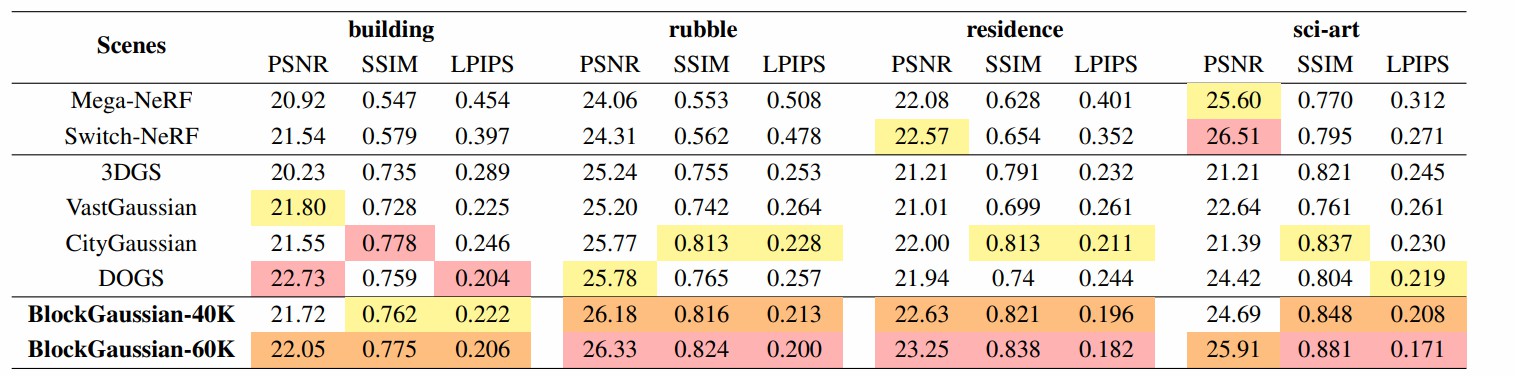 Scenes building rubble residence sci-art
PSNR SSIM LPIPS PSNR SSIM LPIPS PSNR SSIM LPIPS PSNR SSIM LPIPS
Mega-NeRF 20.92 0.547 0.454 24.06 0.553 0.508 22.08 0.628 0.401 25.60 0.770 0.312
Switch-NeRF 21.54 0.579 0.397 24.31 0.562 0.478 22.57 0.654 0.352 26.51 0.795 0.271
3DGS 20.23 0.735 0.289 25.24 0.755 0.253 21.21 0.791 0.232 21.21 0.821 0.245
VastGaussian 21.80 0.728 0.225 25.20 0.742 0.264 21.01 0.699 0.261 22.64 0.761 0.261
CityGaussian 21.55 0.778 0.246 25.77 0.813 0.228 22.00 0.813 0.211 21.39 0.837 0.230
DOGS 22.73 0.759 0.204 25.78 0.765 0.257 21.94 0.74 0.244 24.42 0.804 0.219
BlockGaussian-40K 21.72 0.762 0.222 26.18 0.816 0.213 22.63 0.821 0.196 24.69 0.848 0.208
BlockGaussian-60K 22.05 0.775 0.206 26.33 0.824 0.200 23.25 0.838 0.182 25.91 0.881 0.171